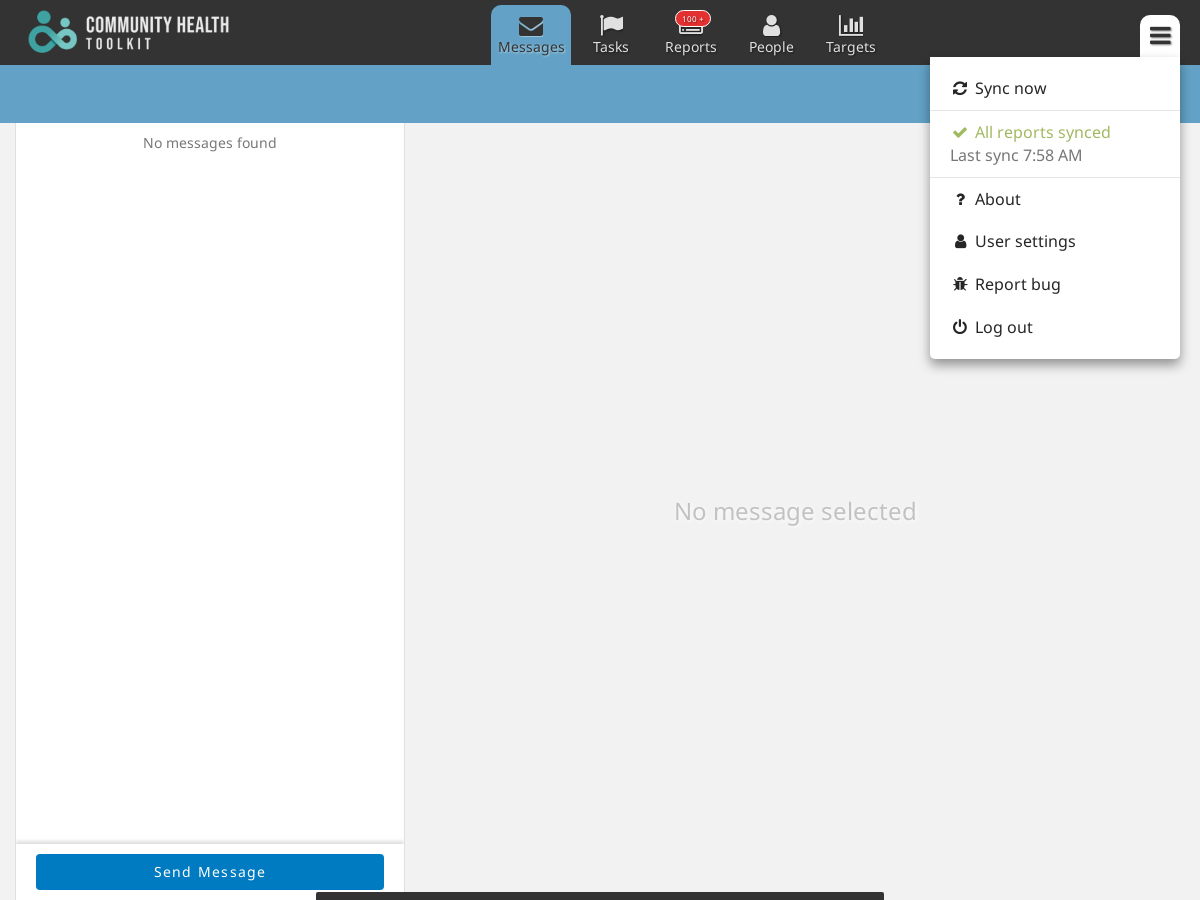 COMMUNITY HEALTH
TOOLKIT
Messages
Tasks
100 +
Reports
People
Targets
Sync now
All reports synced
Last sync 7:58 AM
? About
User settings
Report bug
Log out
No messages found
No message selected
Send Message